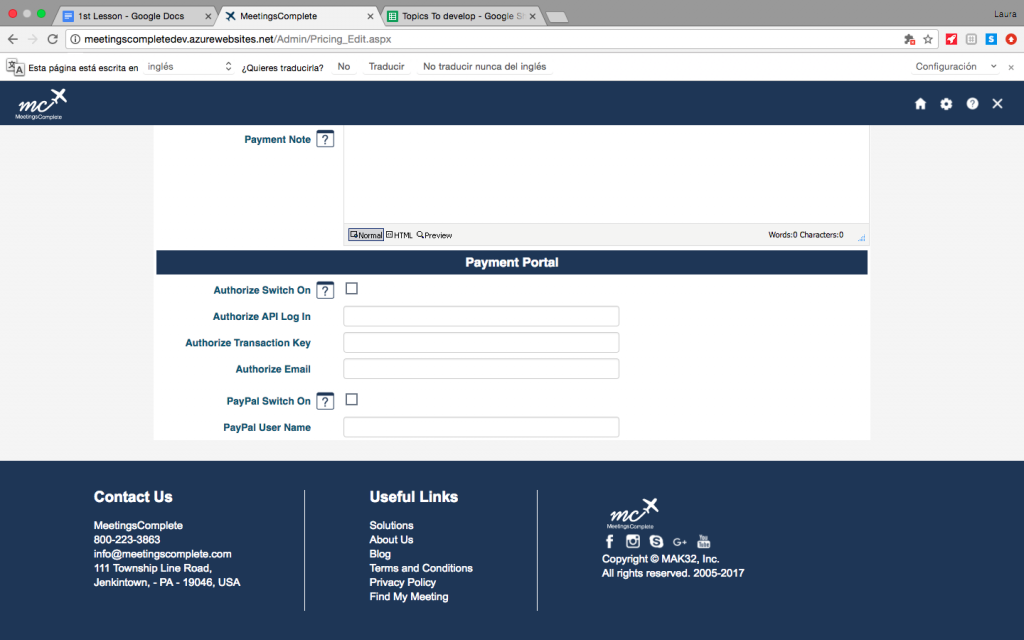 1st Lesson - Google Docs
MeetingsComplete
Topics To develop - Google Sh
Laura
meetingscompletedev.azurewebsites.net/Admin/Pricing_Edit.aspx
Esta página está escrita en inglés ¿Quieres traducirla? No Traducir No traducir nunca del inglés Configuración
mc
MeetingsComplete
Payment Note ?
Normal HTML Preview Words:0 Characters:0
Payment Portal
Authorize Switch On ?
Authorize API Log In
Authorize Transaction Key
Authorize Email
PayPal Switch On ?
PayPal User Name
Contact Us
MeetingsComplete
800-223-3863
info@meetingscomplete.com
111 Township Line Road,
Jenkintown, - PA - 19046, USA
Useful Links
Solutions
About Us
Blog
Terms and Conditions
Privacy Policy
Find My Meeting
mc
MeetingsComplete
Copyright © MAK32, Inc.
All rights reserved. 2005-2017